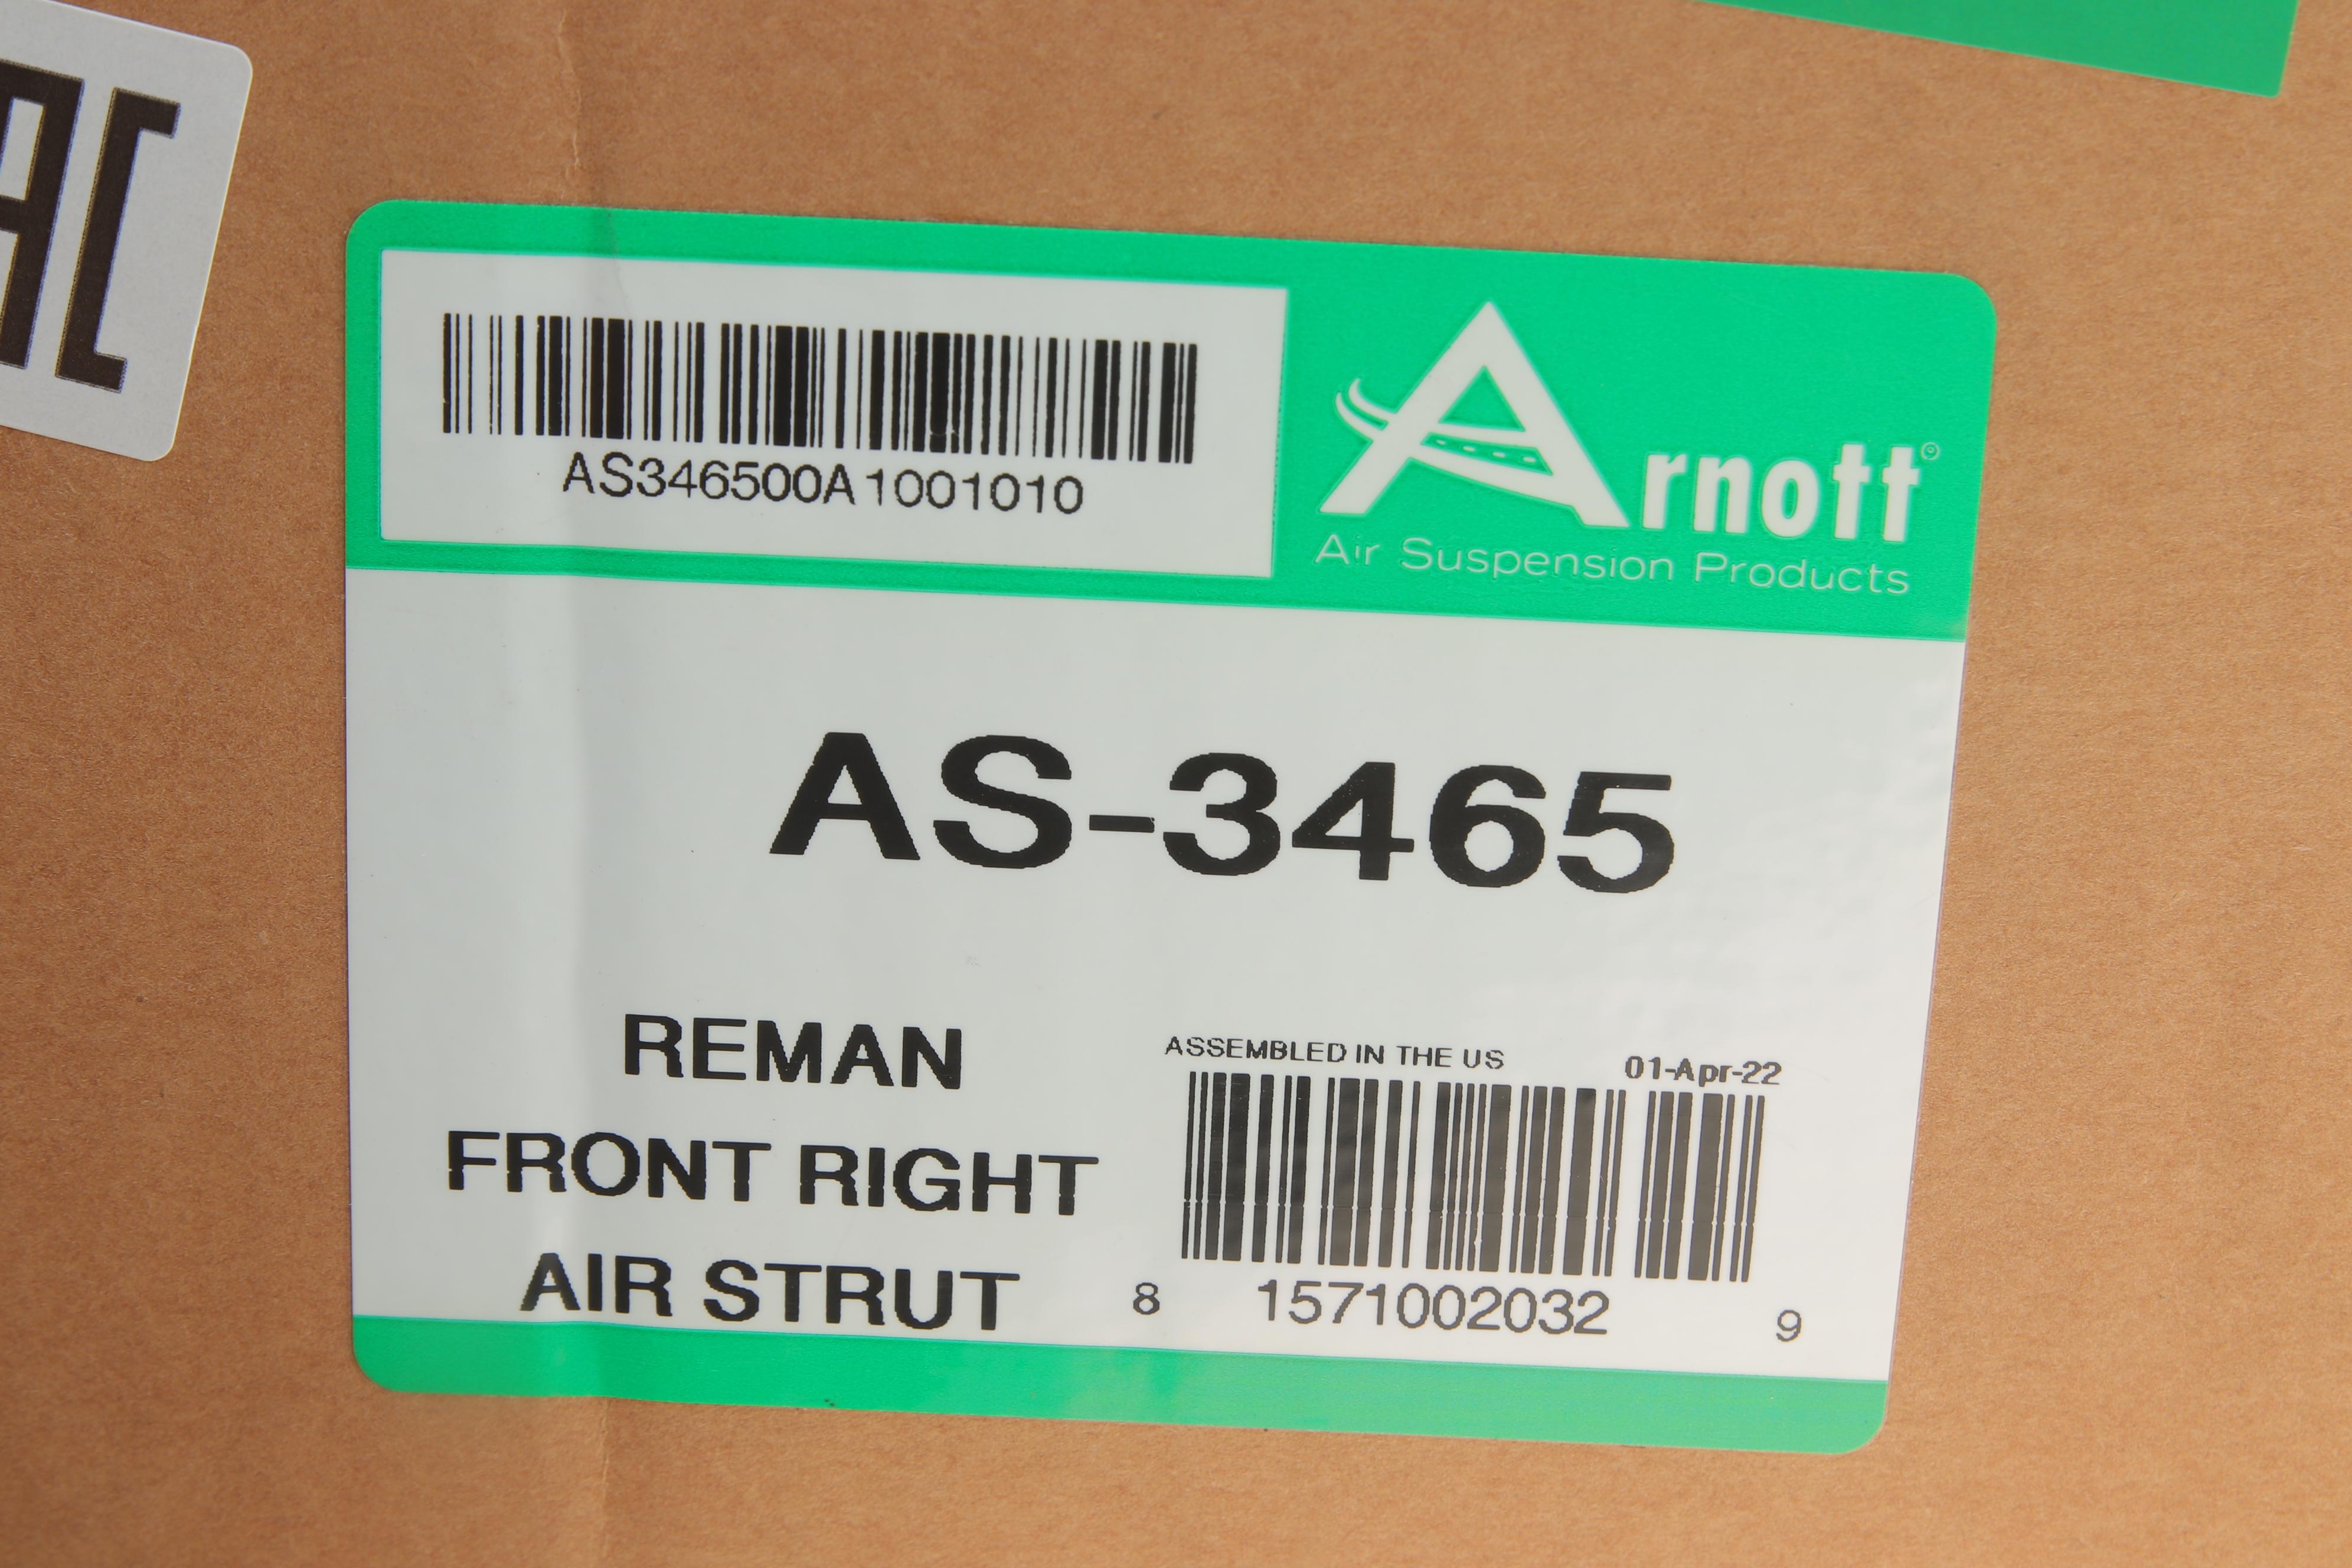 EAC
AS346500A1001010
Arnott®
Air Suspension Products
AS-3465
REMAN
FRONT RIGHT
AIR STRUT
ASSEMBLED IN THE US 01-Apr-22
8 1571002032 9